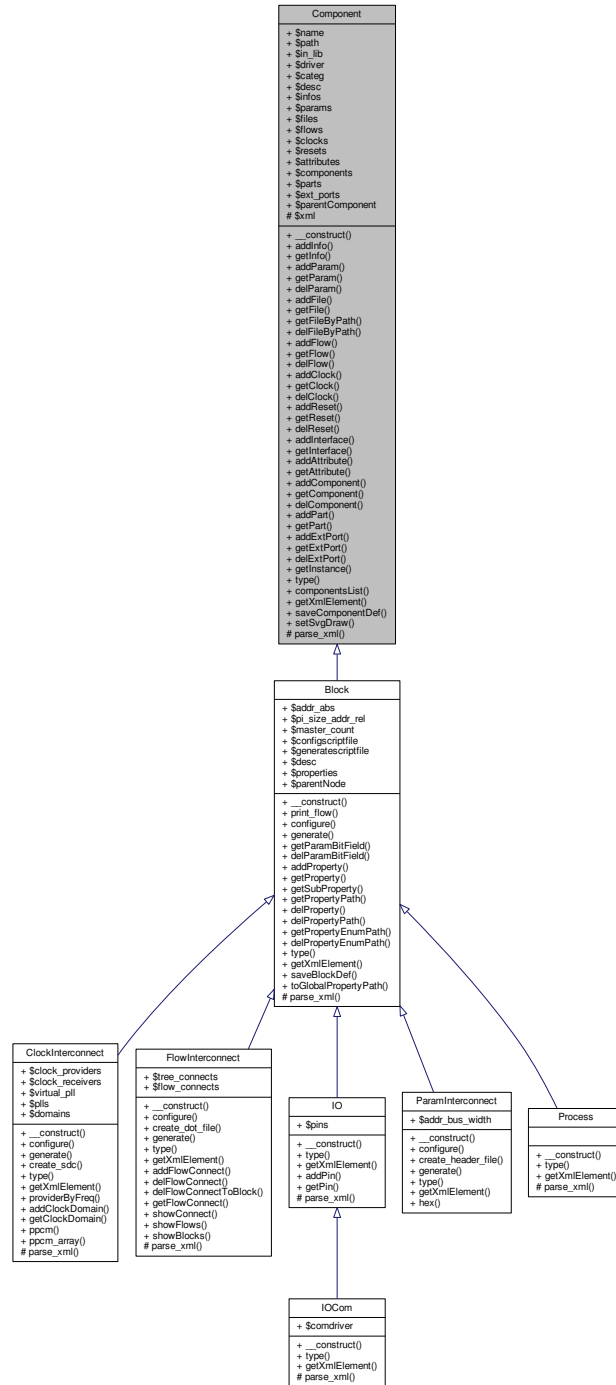 Component
+ $name
+ $path
+ $in_lib
+ $driver
+ $categ
+ $desc
+ $infos
+ $params
+ $files
+ $flows
+ $clocks
+ $resets
+ $attributes
+ $components
+ $parts
+ $ext_ports
+ $parentComponent
# $xml
+ __construct()
+ addInfo()
+ getInfo()
+ addParam()
+ getParam()
+ delParam()
+ addFile()
+ getFile()
+ getFileByPath()
+ delFileByPath()
+ addFlow()
+ getFlow()
+ delFlow()
+ addClock()
+ getClock()
+ delClock()
+ addReset()
+ getReset()
+ delReset()
+ addInterface()
+ getInterface()
+ addAttribute()
+ getAttribute()
+ addComponent()
+ getComponent()
+ delComponent()
+ addPart()
+ getPart()
+ addExtPort()
+ getExtPort()
+ delExtPort()
+ getInstance()
+ type()
+ componentsList()
+ getXmlElement()
+ saveComponentDef()
+ setSvgDraw()
# parse_xml()
Block
+ $addr_abs
+ $pi_size_addr_rel
+ $master_count
+ $configscriptfile
+ $generatescriptfile
+ $desc
+ $properties
+ $parentNode
+ __construct()
+ print_flow()
+ configure()
+ generate()
+ getParamBitField()
+ delParamBitField()
+ addProperty()
+ getProperty()
+ getSubProperty()
+ getPropertyPath()
+ delProperty()
+ delPropertyPath()
+ getPropertyEnumPath()
+ delPropertyEnumPath()
+ type()
+ getXmlElement()
+ saveBlockDef()
+ toGlobalPropertyPath()
# parse_xml()
ClockInterconnect
+ $clock_providers
+ $clock_receivers
+ $virtual_pll
+ $plls
+ $domains
+ __construct()
+ configure()
+ generate()
+ create_sdc()
+ type()
+ getXmlElement()
+ providerByFreq()
+ addClockDomain()
+ getClockDomain()
+ ppcm()
+ ppcm_array()
# parse_xml()
FlowInterconnect
+ $tree_connects
+ $flow_connects
+ __construct()
+ configure()
+ create_dot_file()
+ generate()
+ type()
+ getXmlElement()
+ addFlowConnect()
+ delFlowConnect()
+ delFlowConnectToBlock()
+ getFlowConnect()
+ showConnect()
+ showFlows()
+ showBlocks()
# parse_xml()
IO
+ $pins
+ __construct()
+ type()
+ getXmlElement()
+ addPin()
+ getPin()
# parse_xml()
ParamInterconnect
+ $addr_bus_width
+ __construct()
+ configure()
+ create_header_file()
+ generate()
+ type()
+ getXmlElement()
+ hex()
Process
+ __construct()
+ type()
+ getXmlElement()
# parse_xml()
IOCom
+ $comdriver
+ __construct()
+ type()
+ getXmlElement()
# parse_xml()